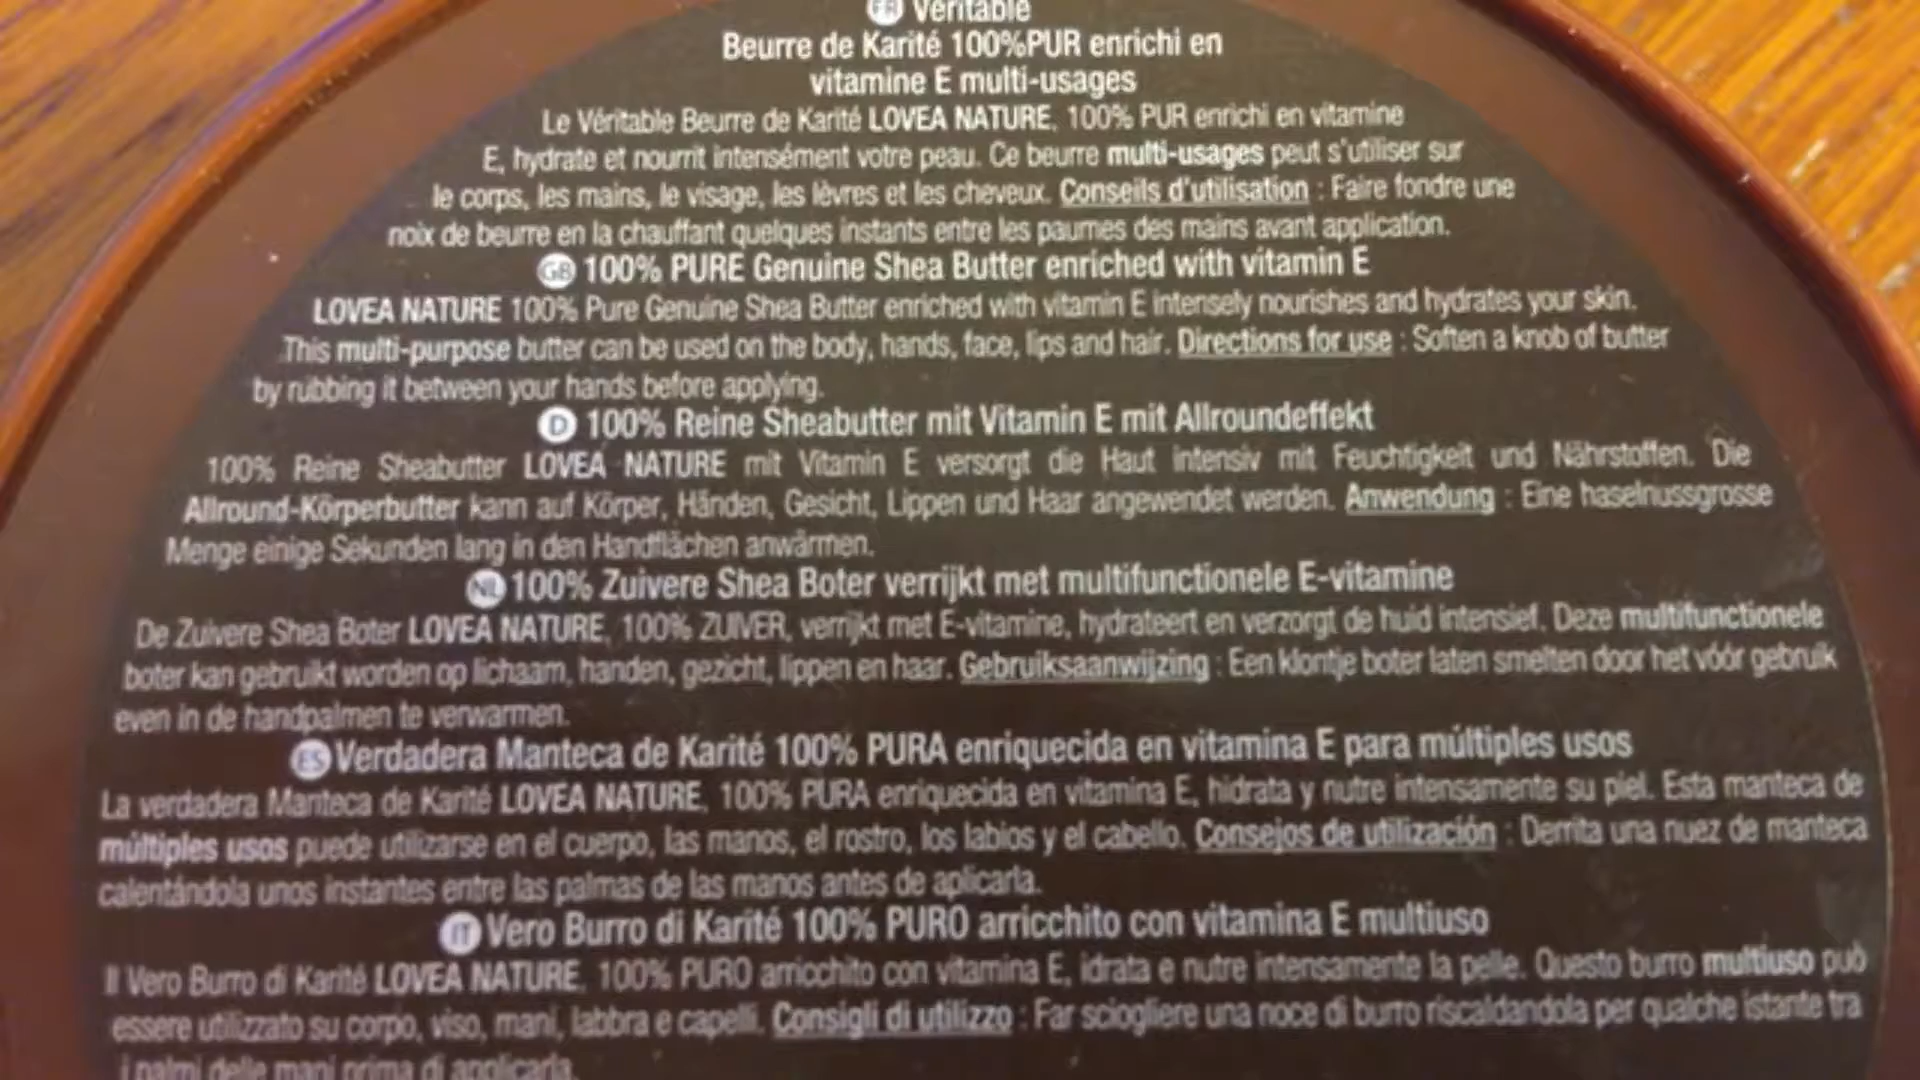 FR Véritable
Beurre de Karité 100%PUR enrichi en
vitamine E multi-usages
Le Véritable Beurre de Karité LOVEA NATURE, 100% PUR enrichi en vitamine
E, hydrate et nourrit intensément votre peau. Ce beurre multi-usages peut s'utiliser sur
le corps, les mains, le visage, les lèvres et les cheveux. Conseils d'utilisation : Faire fondre une
noix de beurre en la chauffant quelques instants entre les paumes des mains avant application.
GB 100% PURE Genuine Shea Butter enriched with vitamin E
LOVEA NATURE 100% Pure Genuine Shea Butter enriched with vitamin E intensely nourishes and hydrates your skin.
This multi-purpose butter can be used on the body, hands, face, lips and hair. Directions for use : Soften a knob of butter
by rubbing it between your hands before applying.
D 100% Reine Sheabutter mit Vitamin E mit Allroundeffekt
100% Reine Sheabutter LOVEA NATURE mit Vitamin E versorgt die Haut intensiv mit Feuchtigkeit und Nährstoffen. Die
Allround-Körperbutter kann auf Körper, Händen, Gesicht, Lippen und Haar angewendet werden. Anwendung : Eine haselnussgrosse
Menge einige Sekunden lang in den Handflächen anwärmen.
NL 100% Zuivere Shea Boter verrijkt met multifunctionele E-vitamine
De Zuivere Shea Boter LOVEA NATURE, 100% ZUIVER, verrijkt met E-vitamine, hydrateert en verzorgt de huid intensief. Deze multifunctionele
boter kan gebruikt worden op lichaam, handen, gezicht, lippen en haar. Gebruiksaanwijzing : Een klontje boter laten smelten door het vóór gebruik
even in de handpalmen te verwarmen.
ES Verdadera Manteca de Karité 100% PURA enriquecida en vitamina E para múltiples usos
La verdadera Manteca de Karité LOVEA NATURE, 100% PURA enriquecida en vitamina E, hidrata y nutre intensamente su piel. Esta manteca de
múltiples usos puede utilizarse en el cuerpo, las manos, el rostro, los labios y el cabello. Consejos de utilización : Derrita una nuez de manteca
calentándola unos instantes entre las palmas de las manos antes de aplicarla.
IT Vero Burro di Karité 100% PURO arricchito con vitamina E multiuso
Il Vero Burro di Karité LOVEA NATURE, 100% PURO arricchito con vitamina E, idrata e nutre intensamente la pelle. Questo burro multiuso può
essere utilizzato su corpo, viso, mani, labbra e capelli. Consigli di utilizzo : Far sciogliere una noce di burro riscaldandola per qualche istante tra
i palmi delle mani prima di applicarla.